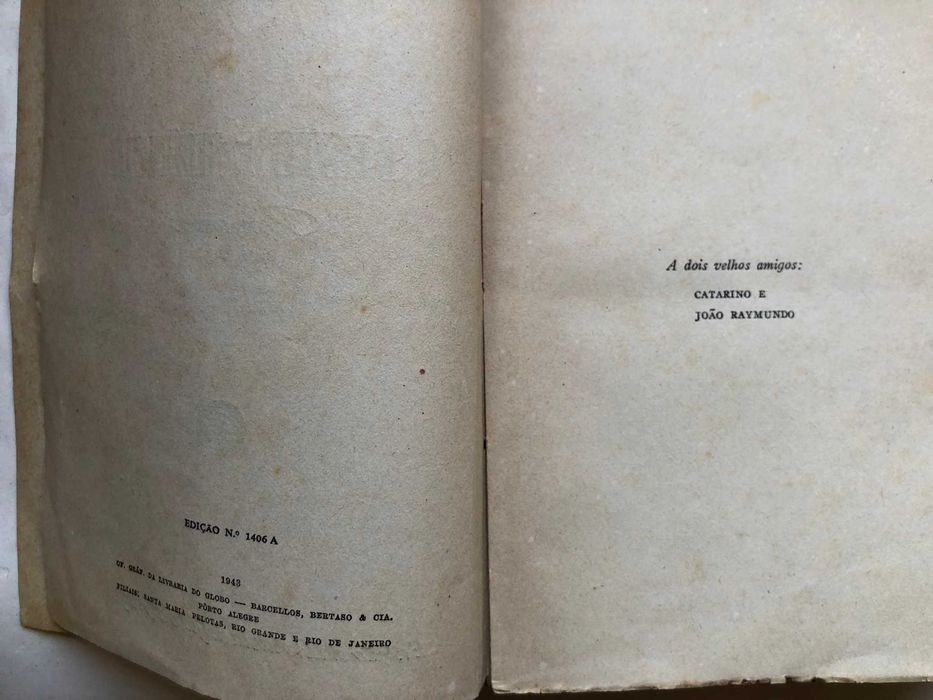 EDIÇÃO N.º 1406 A
1943
OF. GRÁF. DA LIVRARIA DO GLOBO — BARCELLOS, BERTASO & CIA.
PÔRTO ALEGRE
FILIAIS: SANTA MARIA PELOTAS, RIO GRANDE E RIO DE JANEIRO
A dois velhos amigos:
CATARINO E
JOÃO RAYMUNDO